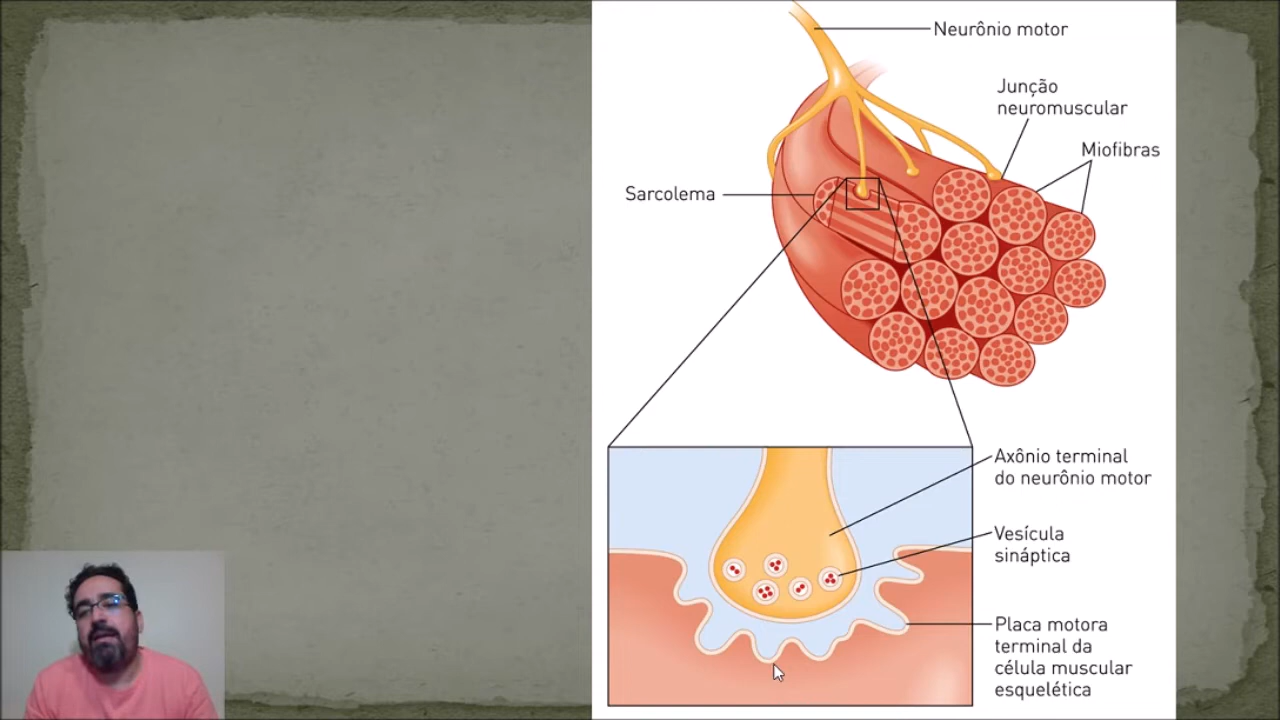 Neurônio motor
Junção
neuromuscular
Miofibras
Sarcolema
Axônio terminal
do neurônio motor
Vesícula
sináptica
Placa motora
terminal da
célula muscular
esquelética